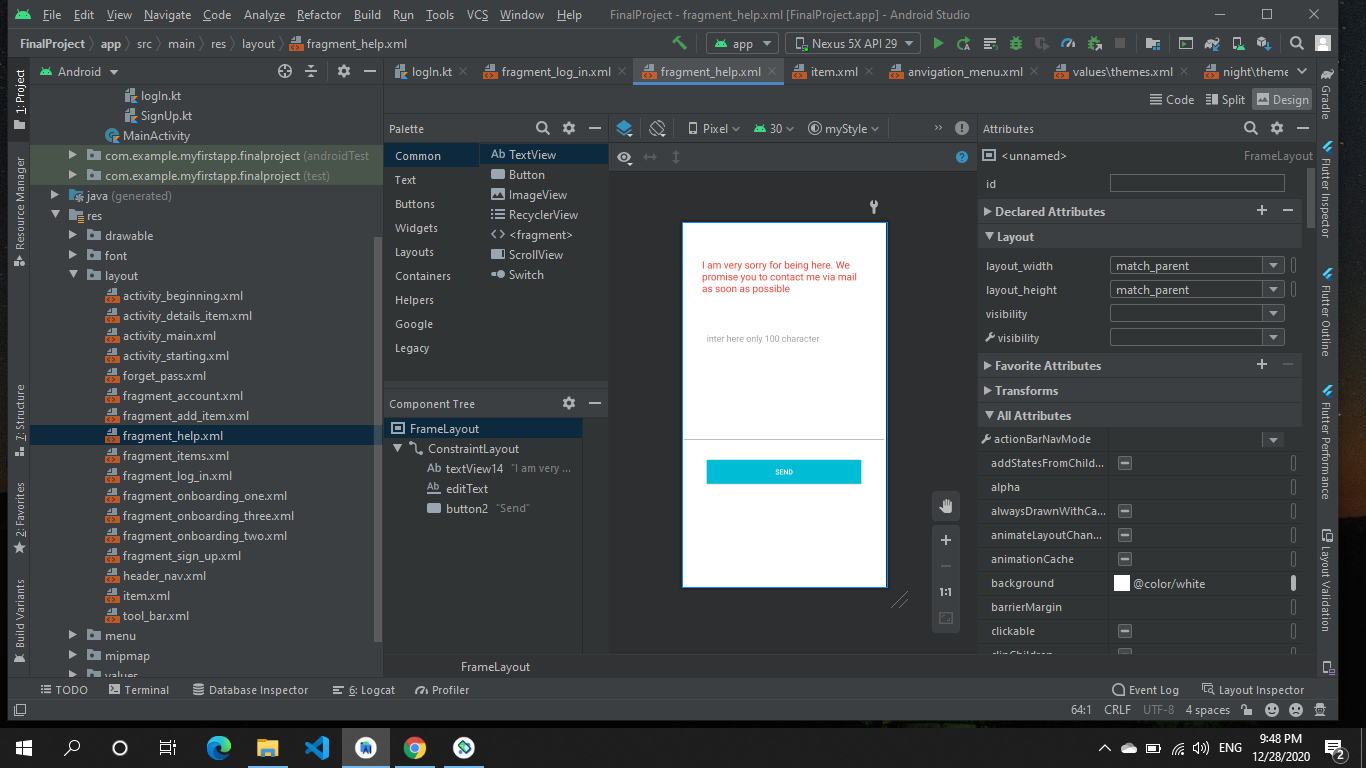 File Edit View Navigate Code Analyze Refactor Build Run Tools VCS Window Help FinalProject - fragment_help.xml [FinalProject.app] - Android Studio
FinalProject app src main res layout fragment_help.xml app Nexus 5X API 29
Android
logIn.kt fragment_log_in.xml fragment_help.xml item.xml anvigation_menu.xml values\themes.xml night\theme
Code Split Design
1: Project
Resource Manager
7: Structure
2: Favorites
Build Variants
logIn.kt
SignUp.kt
MainActivity
com.example.myfirstapp.finalproject (androidTest
com.example.myfirstapp.finalproject (test)
java (generated)
res
drawable
font
layout
activity_beginning.xml
activity_details_item.xml
activity_main.xml
activity_starting.xml
forget_pass.xml
fragment_account.xml
fragment_add_item.xml
fragment_help.xml
fragment_items.xml
fragment_log_in.xml
fragment_onboarding_one.xml
fragment_onboarding_three.xml
fragment_onboarding_two.xml
fragment_sign_up.xml
header_nav.xml
item.xml
tool_bar.xml
menu
mipmap
values
Palette
Common
Text
Buttons
Widgets
Layouts
Containers
Helpers
Google
Legacy
Ab TextView
Button
ImageView
RecyclerView
<> <fragment>
ScrollView
Switch
Component Tree
FrameLayout
ConstraintLayout
Ab textView14 "I am very ...
Ab editText
button2 "Send"
Pixel 30 myStyle »
I am very sorry for being here. We
promise you to contact me via mail
as soon as possible
inter here only 100 character
SEND
1:1
FrameLayout
Attributes
<unnamed> FrameLayout
id
Declared Attributes
Layout
layout_width match_parent
layout_height match_parent
visibility
visibility
Favorite Attributes
Transforms
All Attributes
actionBarNavMode
addStatesFromChild...
alpha
alwaysDrawnWithCa...
animateLayoutChan...
animationCache
background @color/white
barrierMargin
clickable
clipChildren
Gradle
Flutter Inspector
Flutter Outline
Flutter Performance
Layout Validation
TODO Terminal Database Inspector 6: Logcat Profiler Event Log Layout Inspector
64:1 CRLF UTF-8 4 spaces
ENG
9:48 PM
12/28/2020
2